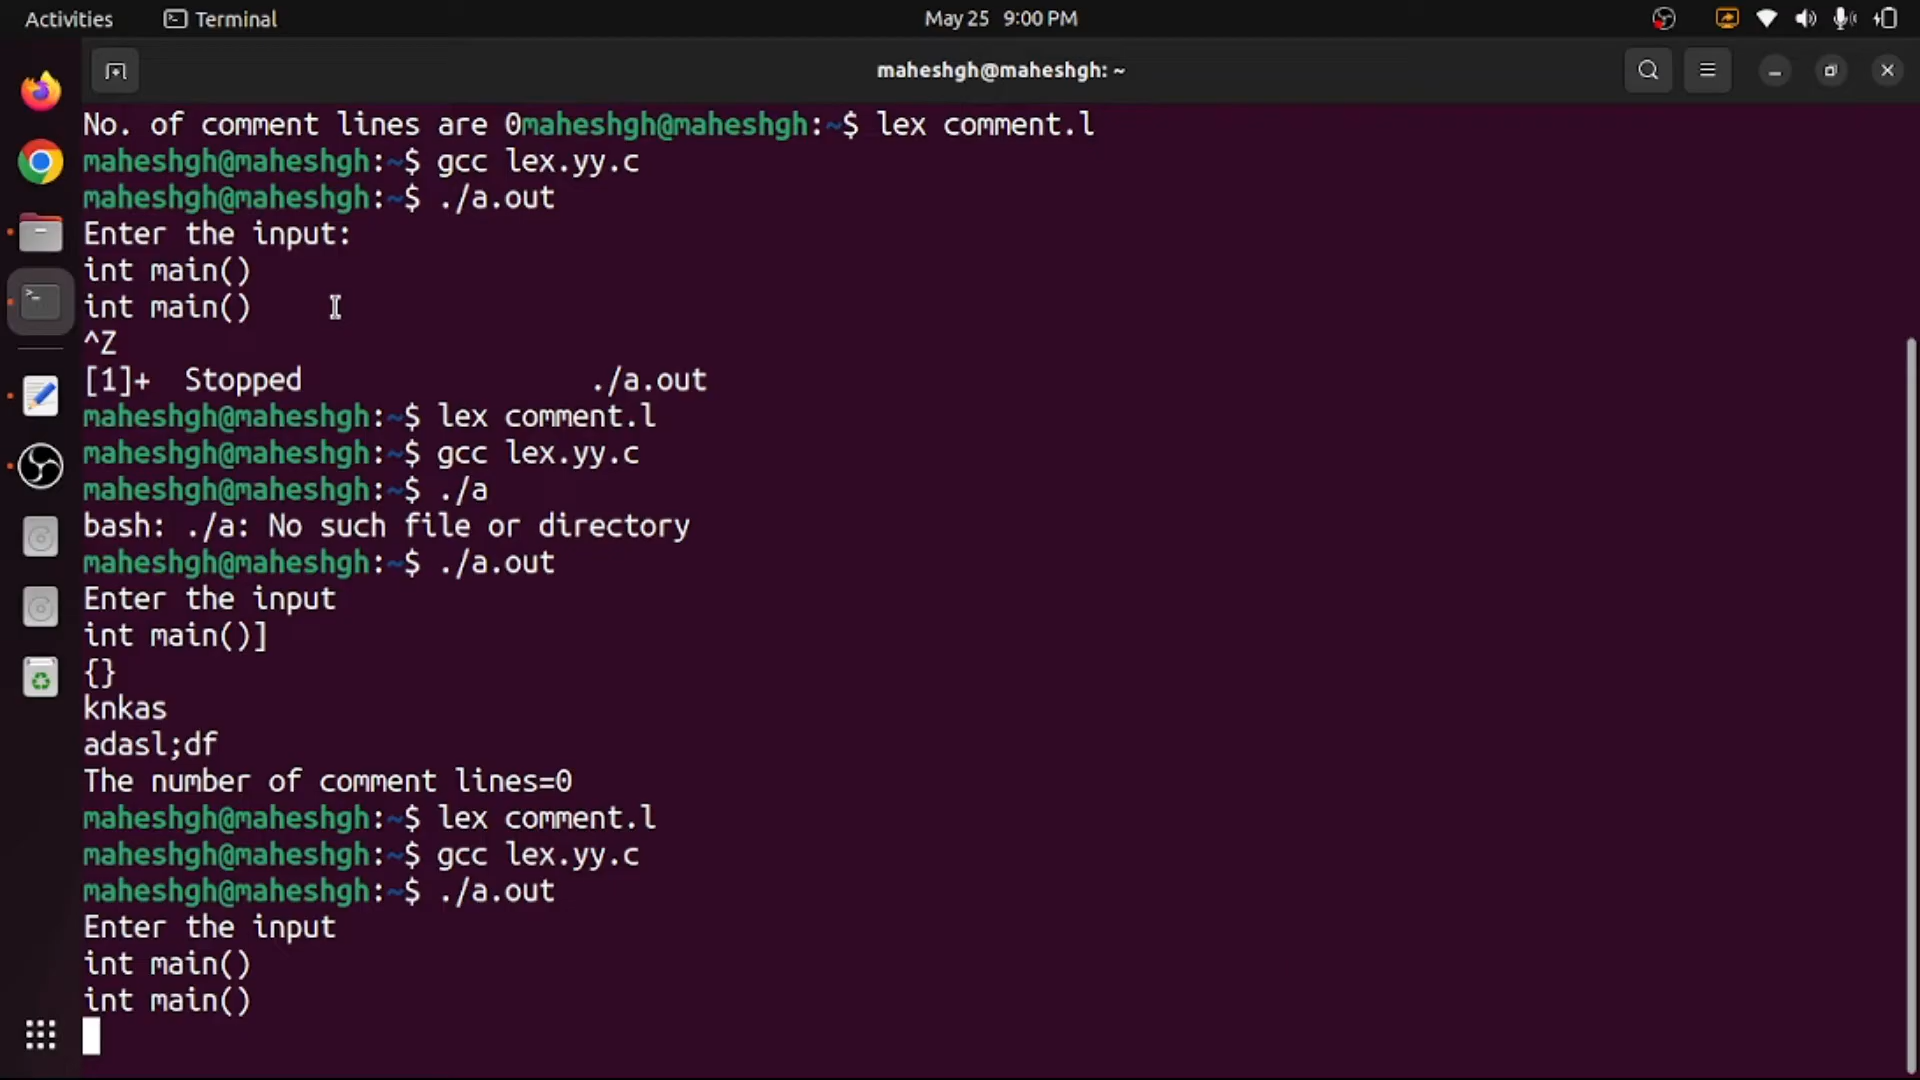 Activities Terminal May 25 9:00 PM
maheshgh@maheshgh: ~
No. of comment lines are 0maheshgh@maheshgh:~$ lex comment.l
maheshgh@maheshgh:~$ gcc lex.yy.c
maheshgh@maheshgh:~$ ./a.out
Enter the input:
int main()
int main()
^Z
[1]+  Stopped                 ./a.out
maheshgh@maheshgh:~$ lex comment.l
maheshgh@maheshgh:~$ gcc lex.yy.c
maheshgh@maheshgh:~$ ./a
bash: ./a: No such file or directory
maheshgh@maheshgh:~$ ./a.out
Enter the input
int main()]
{}
knkas
adasl;df
The number of comment lines=0
maheshgh@maheshgh:~$ lex comment.l
maheshgh@maheshgh:~$ gcc lex.yy.c
maheshgh@maheshgh:~$ ./a.out
Enter the input
int main()
int main()